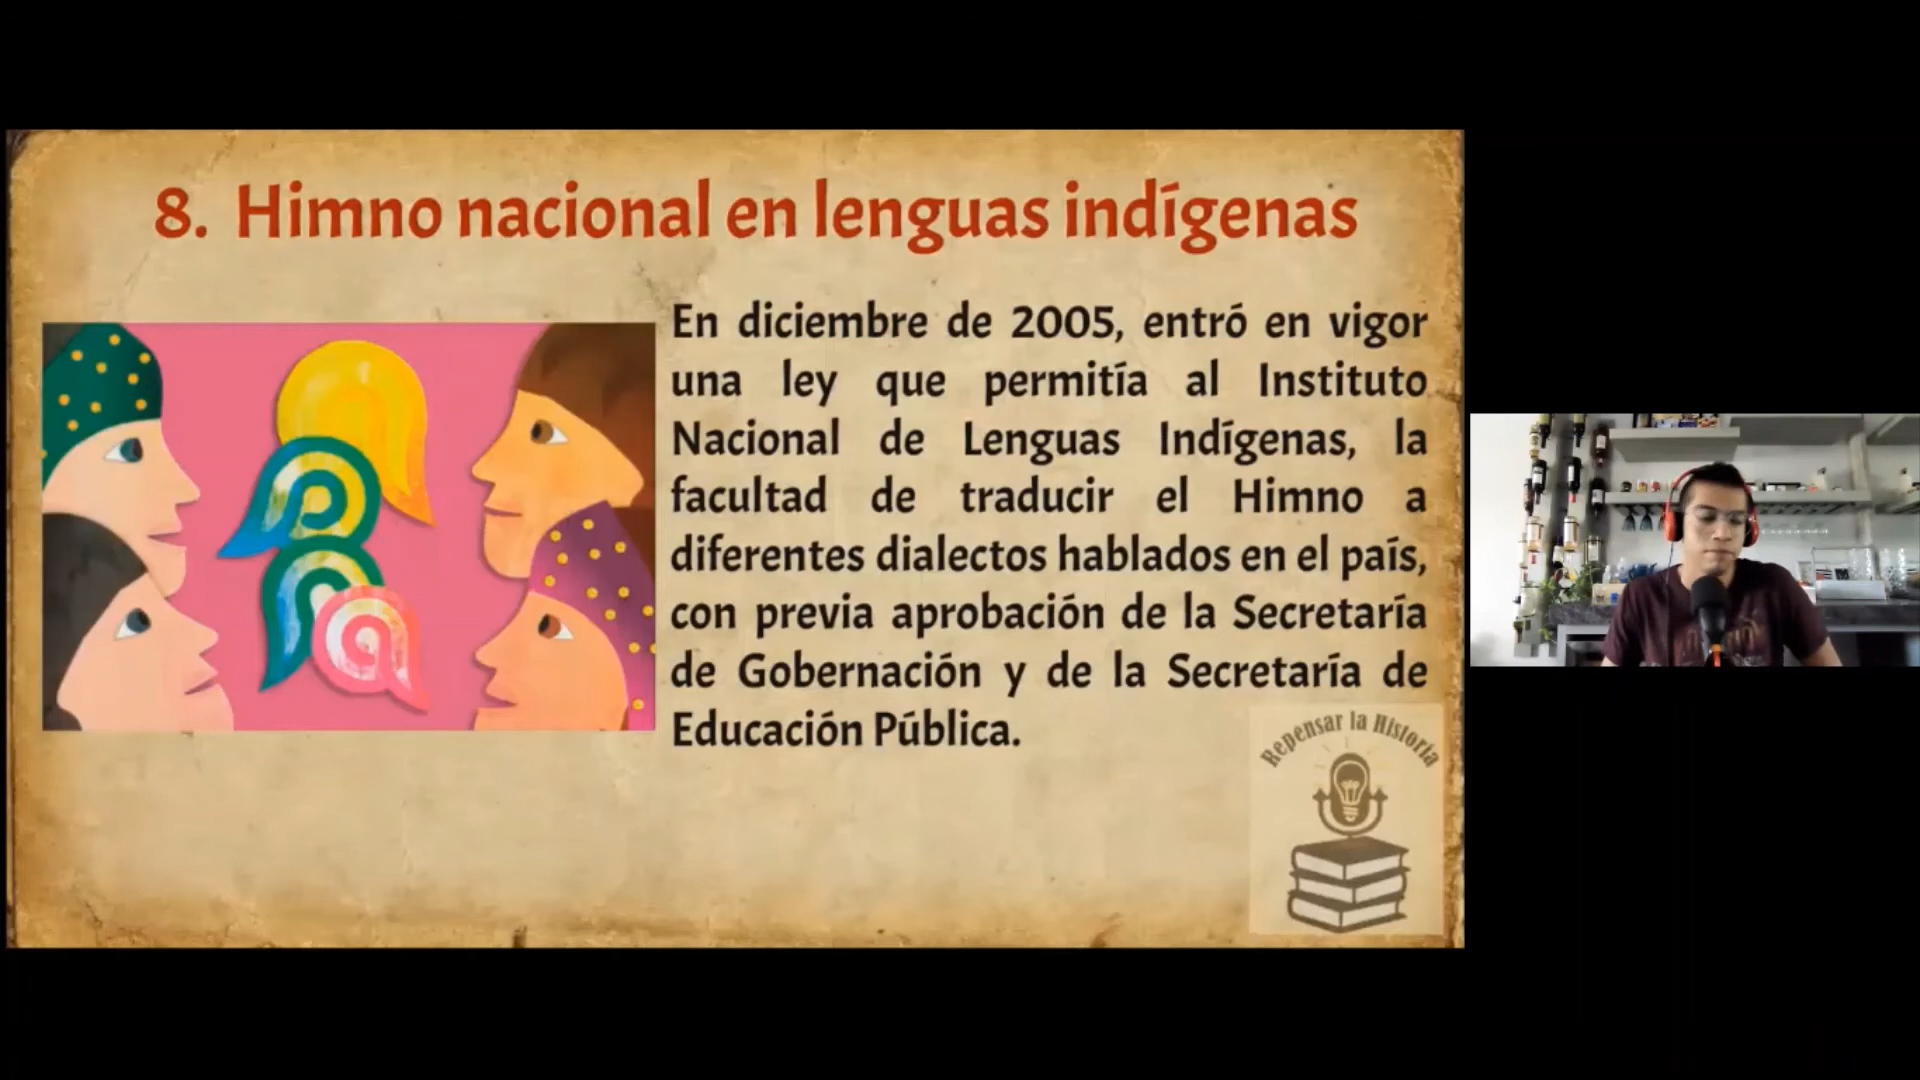 8. Himno nacional en lenguas indígenas
En diciembre de 2005, entró en vigor
una ley que permitía al Instituto
Nacional de Lenguas Indígenas, la
facultad de traducir el Himno a
diferentes dialectos hablados en el país,
con previa aprobación de la Secretaría
de Gobernación y de la Secretaría de
Educación Pública.
Repensar la Historia